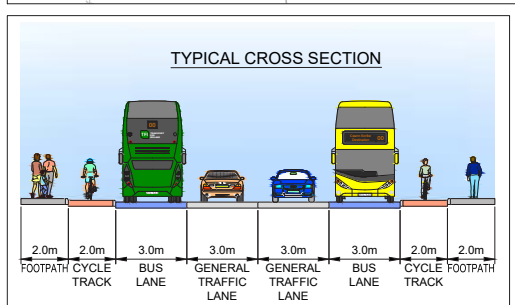 TYPICAL CROSS SECTION
2.0m 2.0m 3.0m 3.0m 3.0m 3.0m 2.0m 2.0m
FOOTPATH CYCLE TRACK BUS LANE GENERAL TRAFFIC LANE GENERAL TRAFFIC LANE BUS LANE CYCLE TRACK FOOTPATH